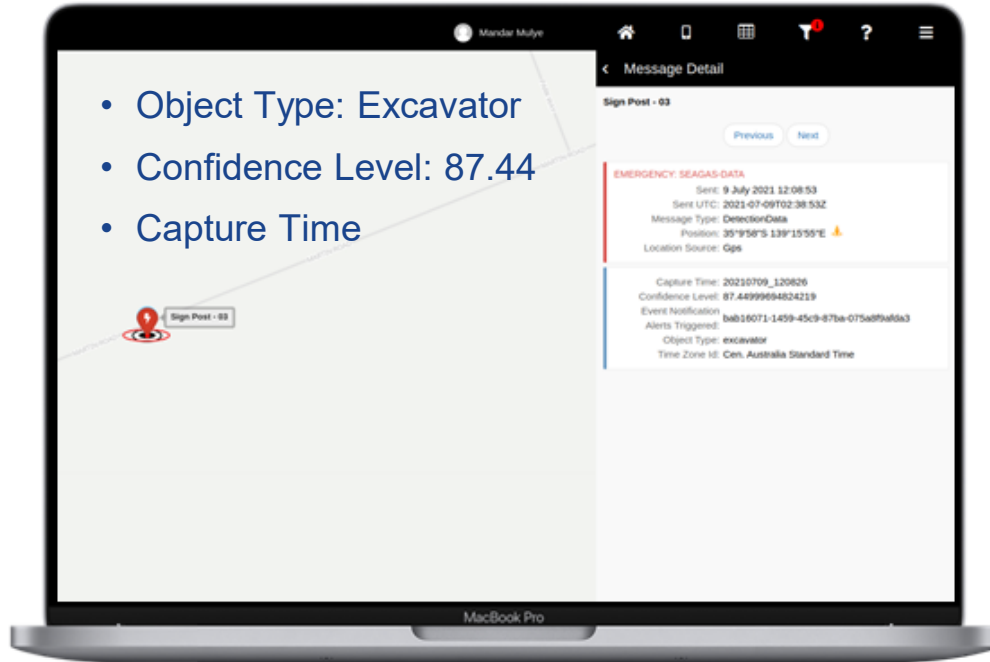 Mandar Mulye
1
?
Message Detail
Sign Post - 03
Previous Next
EMERGENCY: SEAGAS-DATA
Sent: 9 July 2021 12:08:53
Sent UTC: 2021-07-09T02:38:53Z
Message Type: DetectionData
Position: 35°9'58"S 139°15'55"E
Location Source: Gps
Capture Time: 20210709_120826
Confidence Level: 87.44999694824219
Event Notification
Alerts Triggered: bab16071-1459-45c9-87ba-075a8f9afda3
Object Type: excavator
Time Zone Id: Cen. Australia Standard Time
• Object Type: Excavator
• Confidence Level: 87.44
• Capture Time
Sign Post - 03
MacBook Pro